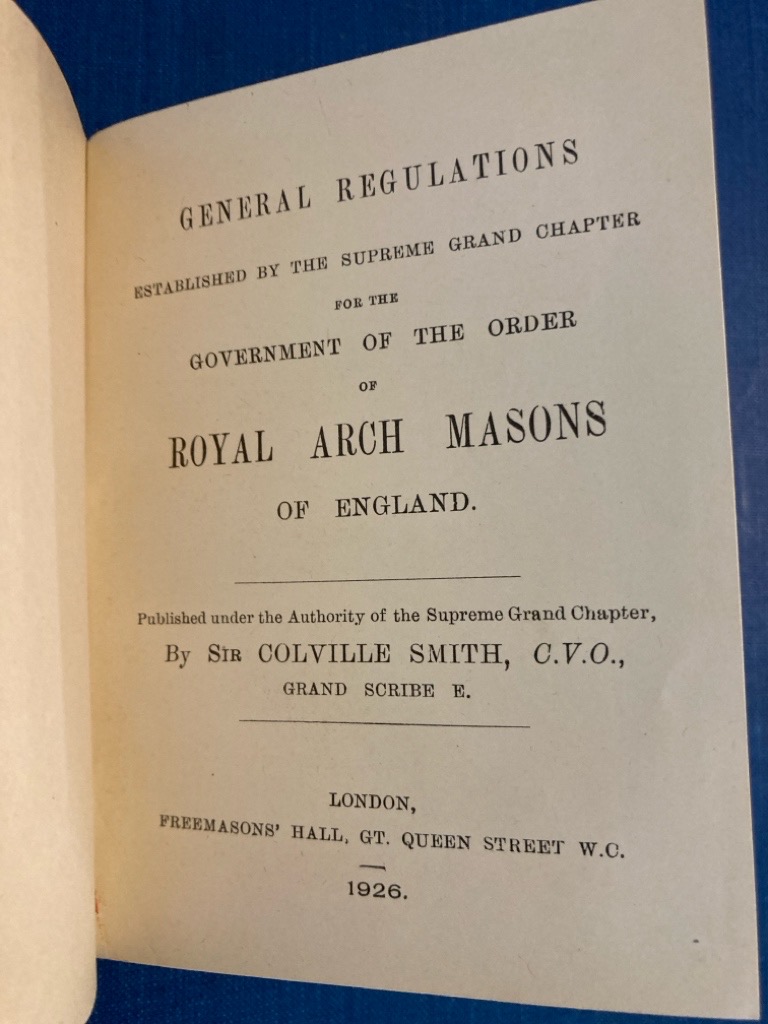 GENERAL REGULATIONS
ESTABLISHED BY THE SUPREME GRAND CHAPTER
FOR THE
GOVERNMENT OF THE ORDER
OF
ROYAL ARCH MASONS
OF ENGLAND.
Published under the Authority of the Supreme Grand Chapter,
By SIR COLVILLE SMITH, C.V.O.,
GRAND SCRIBE E.
LONDON,
FREEMASONS' HALL, GT. QUEEN STREET W.C.
1926.